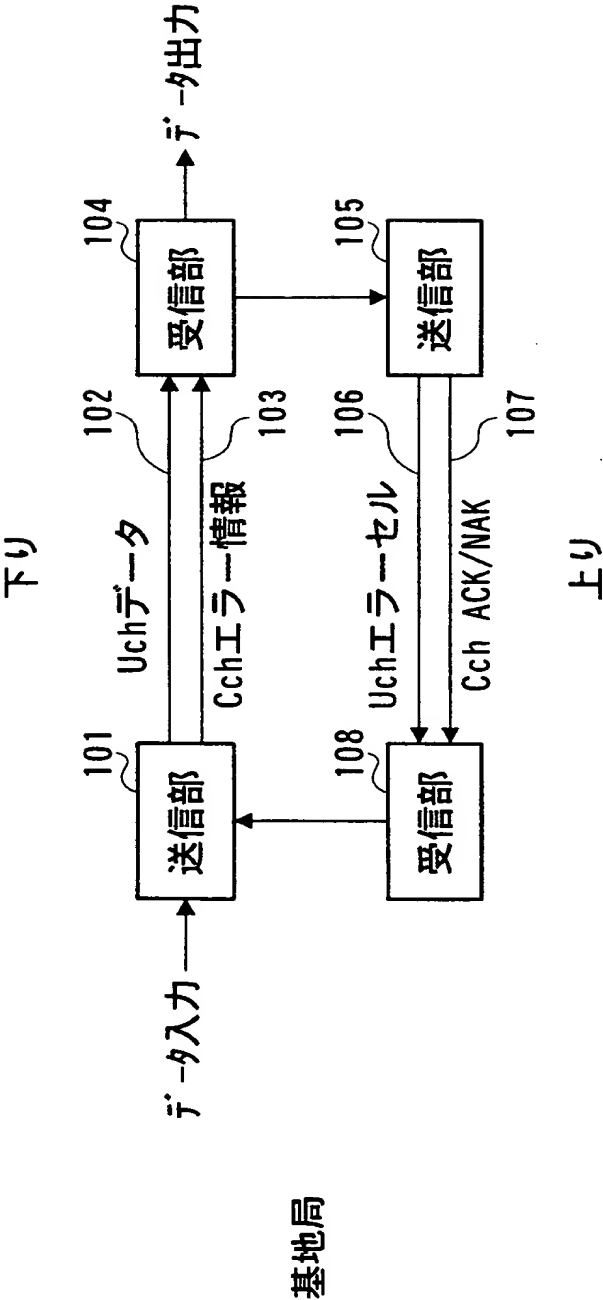 下り
データ入力
101
送信部
Uchデータ
102
Cchエラー情報
103
104
受信部
データ出力
108
受信部
Uchエラーセル
106
Cch ACK/NAK
107
105
送信部
基地局
上り